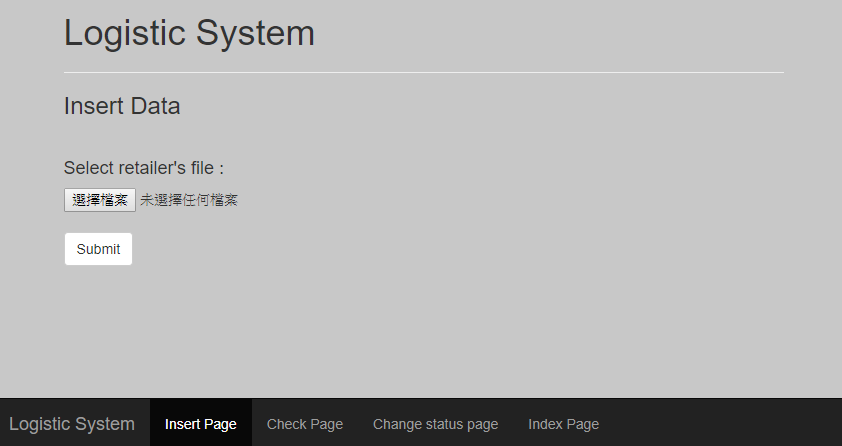 Logistic System
Insert Data
Select retailer's file :
選擇檔案 未選擇任何檔案
Submit
Logistic System Insert Page Check Page Change status page Index Page